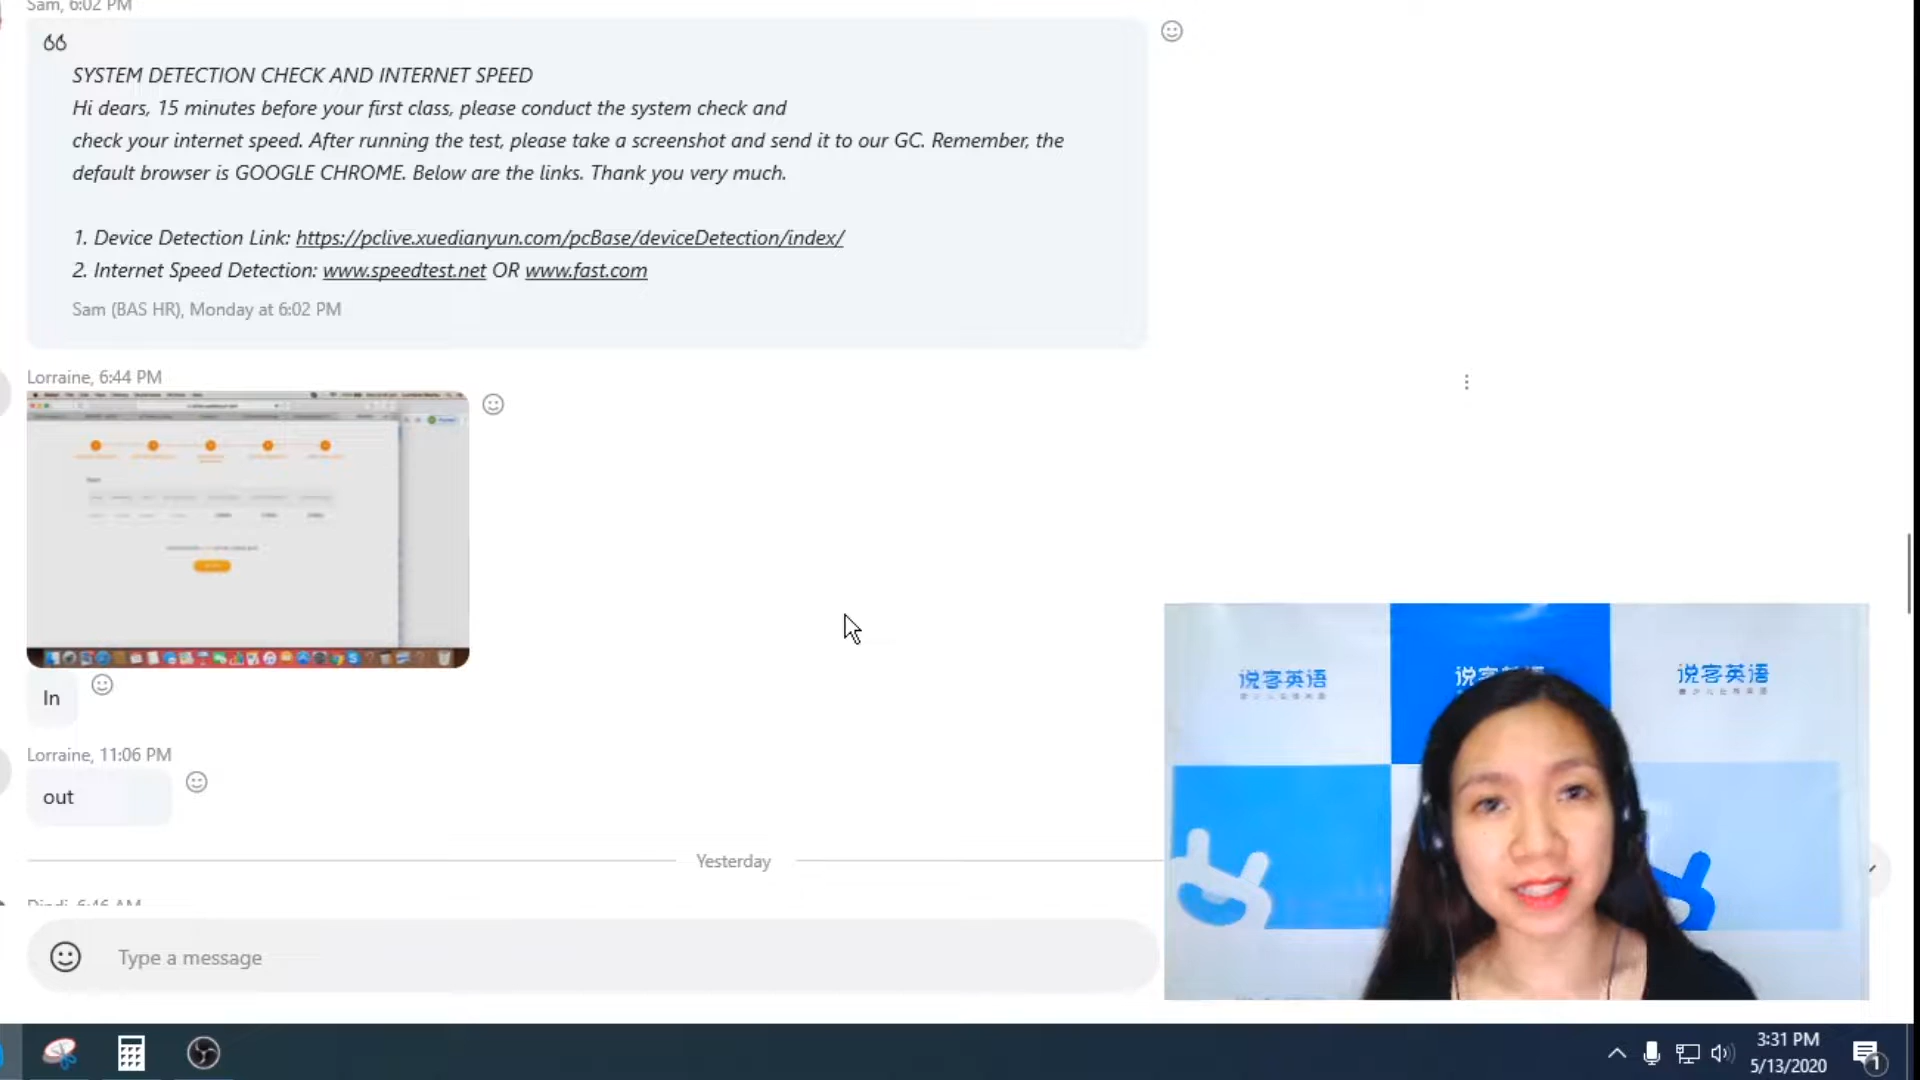 Sam, 6:02 PM
SYSTEM DETECTION CHECK AND INTERNET SPEED
Hi dears, 15 minutes before your first class, please conduct the system check and
check your internet speed. After running the test, please take a screenshot and send it to our GC. Remember, the
default browser is GOOGLE CHROME. Below are the links. Thank you very much.
1. Device Detection Link: https://pclive.xuedianyun.com/pcBase/deviceDetection/index/
2. Internet Speed Detection: www.speedtest.net OR www.fast.com
Sam (BAS HR), Monday at 6:02 PM
Lorraine, 6:44 PM
In
Lorraine, 11:06 PM
out
Yesterday
Dindi, 6:46 AM
Type a message
说客英语
说客英语
3:31 PM
5/13/2020
1